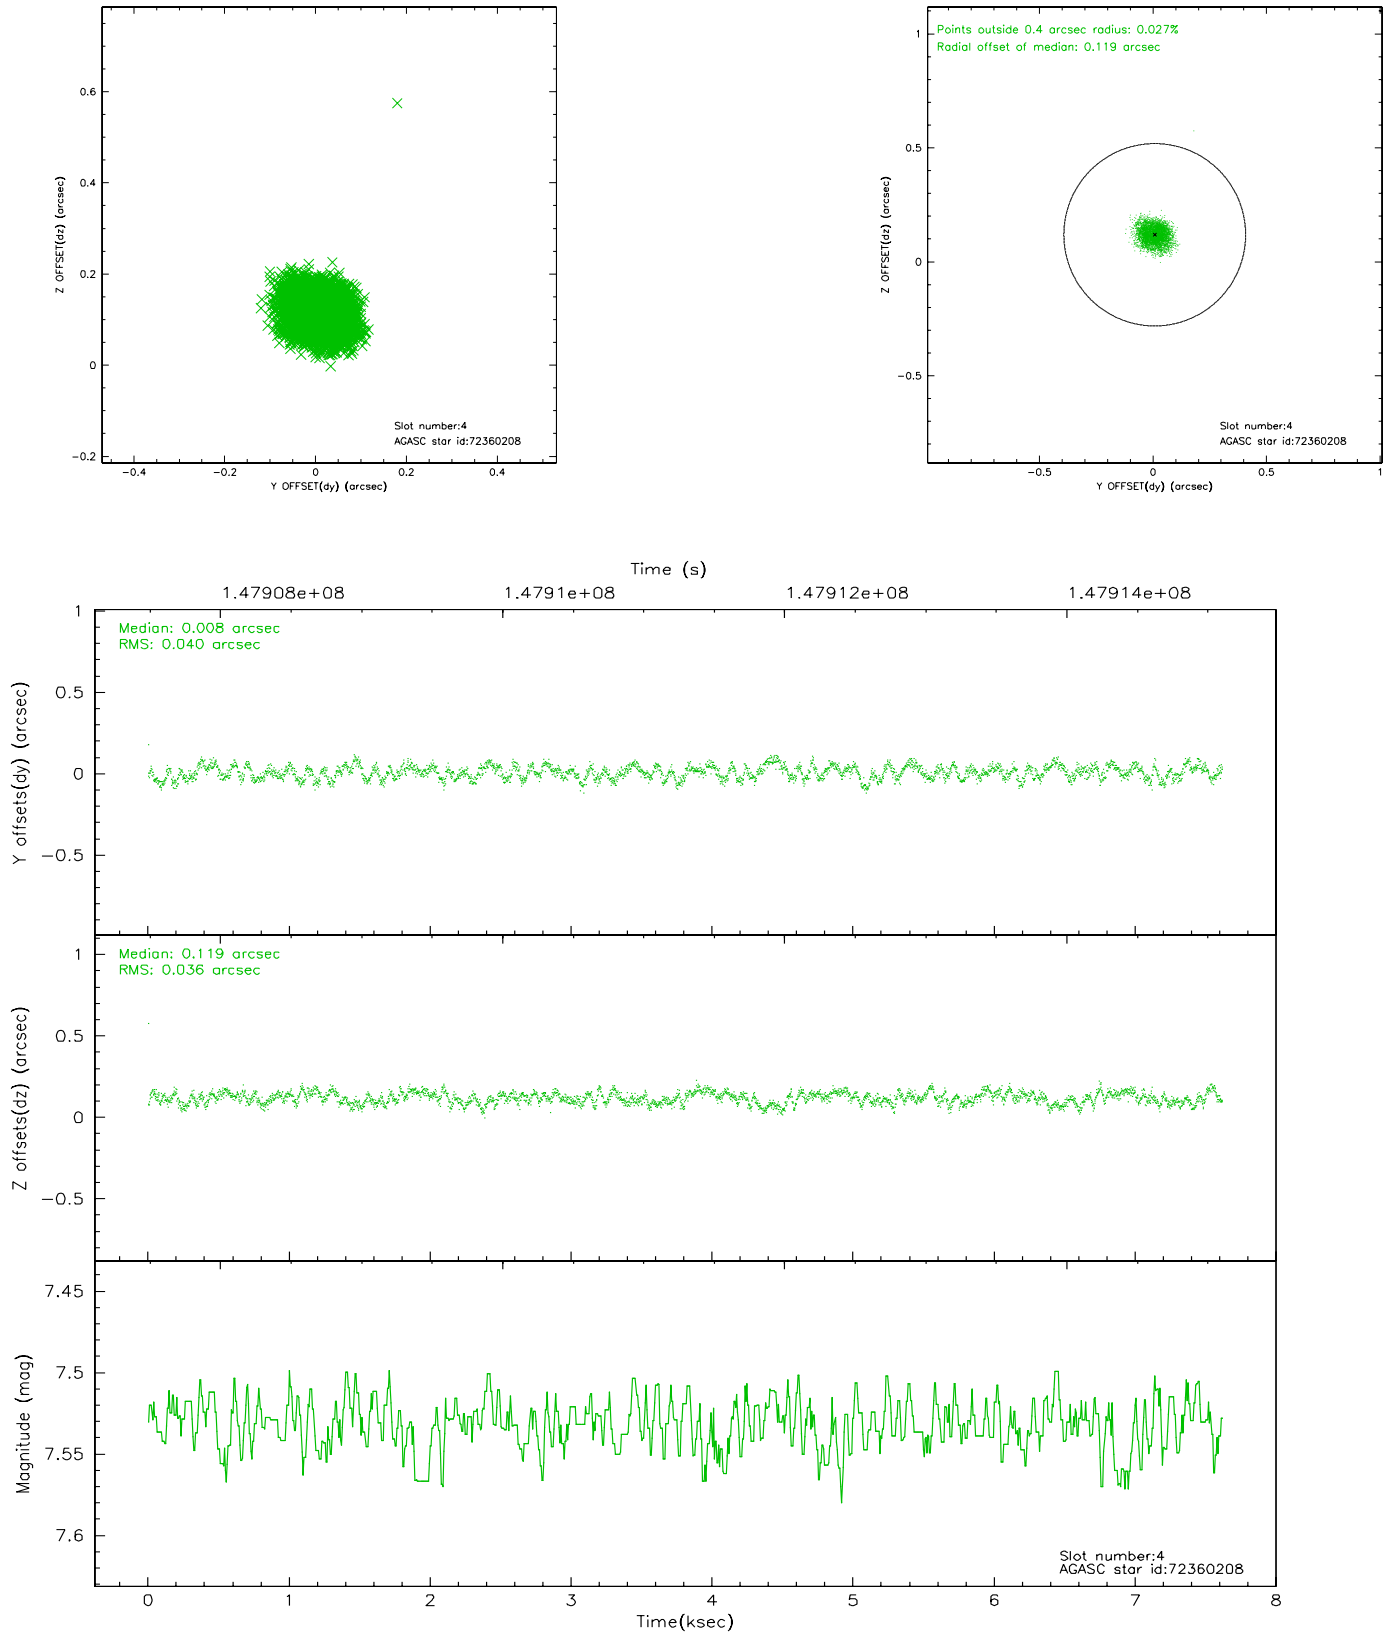 0.6
0.4
0.2
0
−0.2
−0.4
−0.2
0
0.2
0.4
Z OFFSET(dz) (arcsec)
Y OFFSET(dy) (arcsec)
Slot number:4
AGASC star id:72360208
Points outside 0.4 arcsec radius: 0.027%
Radial offset of median: 0.119 arcsec
1
0.5
0
−0.5
−0.5
0
0.5
1
Z OFFSET(dz) (arcsec)
Y OFFSET(dy) (arcsec)
Slot number:4
AGASC star id:72360208
Time (s)
1.47908e+08
1.4791e+08
1.47912e+08
1.47914e+08
Median: 0.008 arcsec
RMS: 0.040 arcsec
1
0.5
0
−0.5
Y offsets(dy) (arcsec)
Median: 0.119 arcsec
RMS: 0.036 arcsec
1
0.5
0
−0.5
Z offsets(dz) (arcsec)
7.45
7.5
7.55
7.6
Magnitude (mag)
Slot number:4
AGASC star id:72360208
0
1
2
3
4
5
6
7
8
Time(ksec)